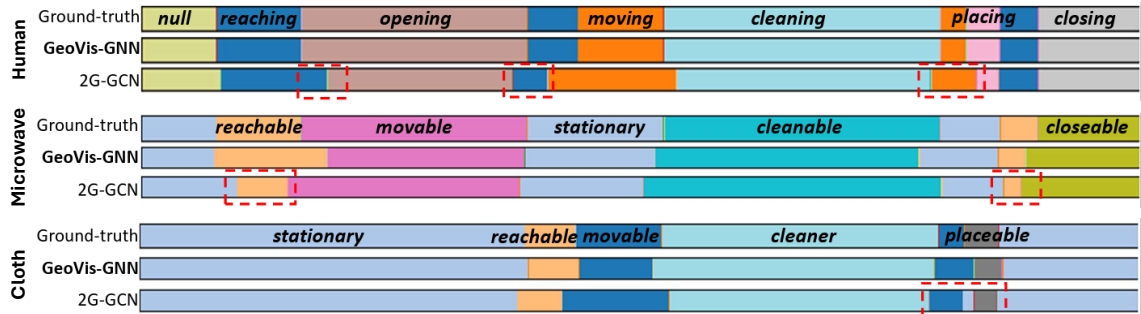 Human
Ground-truth null reaching opening moving cleaning placing closing
GeoVis-GNN
2G-GCN
Microwave
Ground-truth reachable movable stationary cleanable closeable
GeoVis-GNN
2G-GCN
Cloth
Ground-truth stationary reachable movable cleaner placeable
GeoVis-GNN
2G-GCN